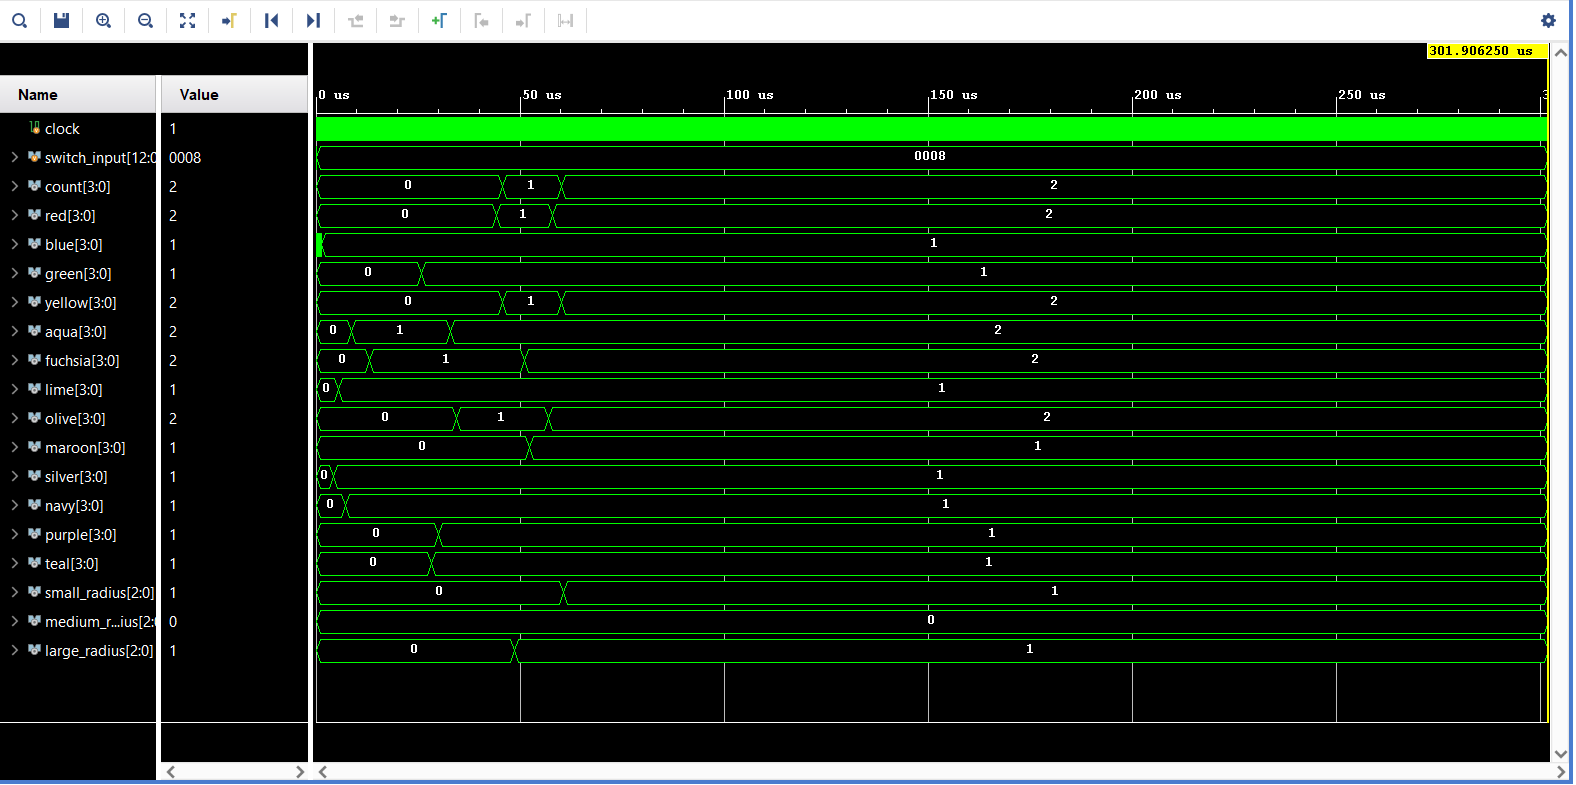 301.906250 us
Name Value 0 us 50 us 100 us 150 us 200 us 250 us 3
clock 1
switch_input[12:0 0008 0008
count[3:0] 2 0 1 2
red[3:0] 2 0 1 2
blue[3:0] 1 1
green[3:0] 1 0 1
yellow[3:0] 2 0 1 2
aqua[3:0] 2 0 1 2
fuchsia[3:0] 2 0 1 2
lime[3:0] 1 0 1
olive[3:0] 2 0 1 2
maroon[3:0] 1 0 1
silver[3:0] 1 0 1
navy[3:0] 1 0 1
purple[3:0] 1 0 1
teal[3:0] 1 0 1
small_radius[2:0] 1 0 1
medium_r...ius[2:0 0 0
large_radius[2:0] 1 0 1